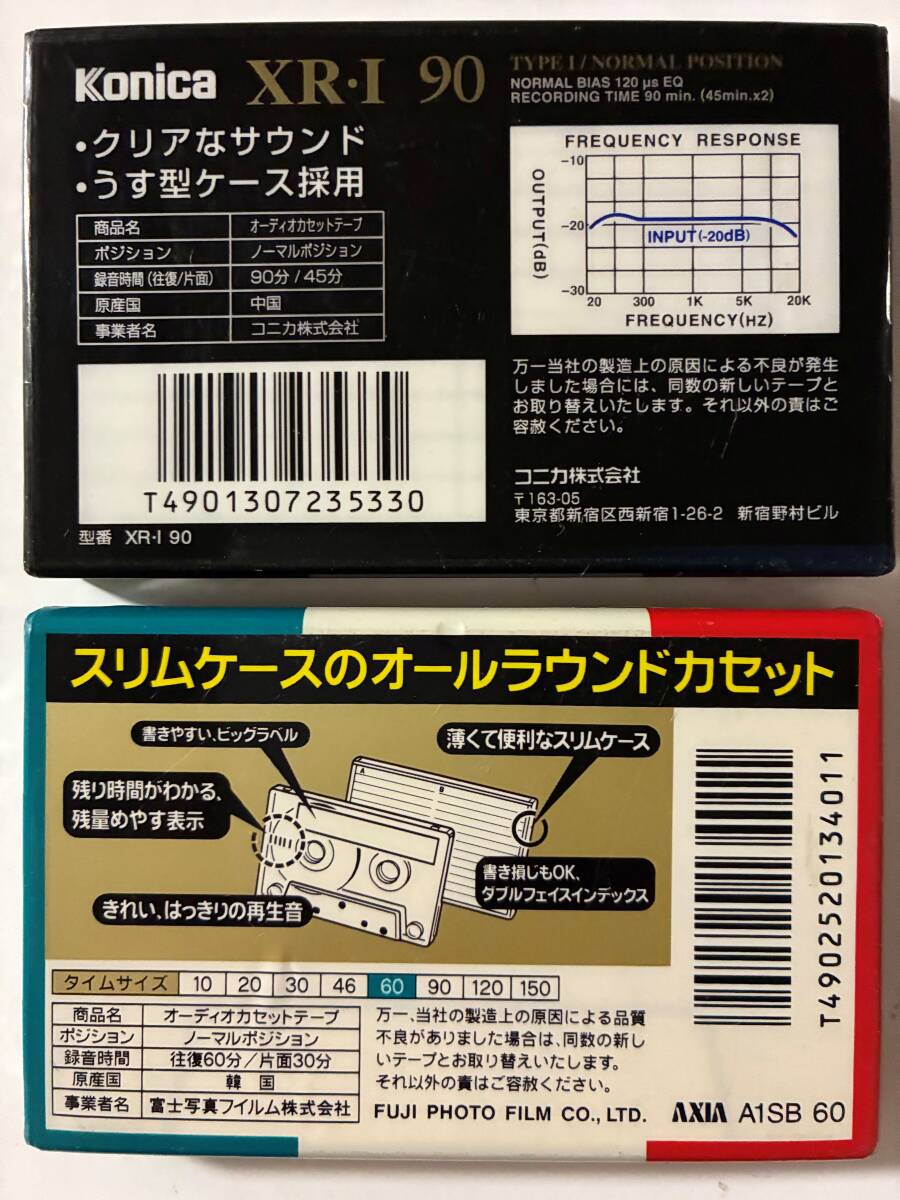 Konica XR・I 90
TYPE I / NORMAL POSITION
NORMAL BIAS 120 μs EQ
RECORDING TIME 90 min. (45min.x2)
・クリアなサウンド
・うす型ケース採用
商品名 オーディオカセットテープ
ポジション ノーマルポジション
録音時間(往復/片面) 90分/45分
原産国 中国
事業者名 コニカ株式会社
T4901307235330
型番 XR・I 90
FREQUENCY RESPONSE
OUTPUT(dB)
-10
-20
-30
INPUT(-20dB)
20 300 1K 5K 20K
FREQUENCY(HZ)
万一当社の製造上の原因による不良が発生
しました場合には、同数の新しいテープと
お取り替えいたします。それ以外の責はご
容赦ください。
コニカ株式会社
〒163-05
東京都新宿区西新宿1-26-2 新宿野村ビル
スリムケースのオールラウンドカセット
書きやすい、ビッグラベル
薄くて便利なスリムケース
残り時間がわかる、
残量めやす表示
A
B
書き損じもOK、
ダブルフェイスインデックス
きれい、はっきりの再生音
T4902520134011
タイムサイズ 10 20 30 46 60 90 120 150
商品名 オーディオカセットテープ
ポジション ノーマルポジション
録音時間 往復60分/片面30分
原産国 韓国
事業者名 富士写真フイルム株式会社
万一、当社の製造上の原因による品質
不良がありました場合は、同数の新し
いテープとお取り替えいたします。
それ以外の責はご容赦ください。
FUJI PHOTO FILM CO., LTD.
AXIA A1SB 60